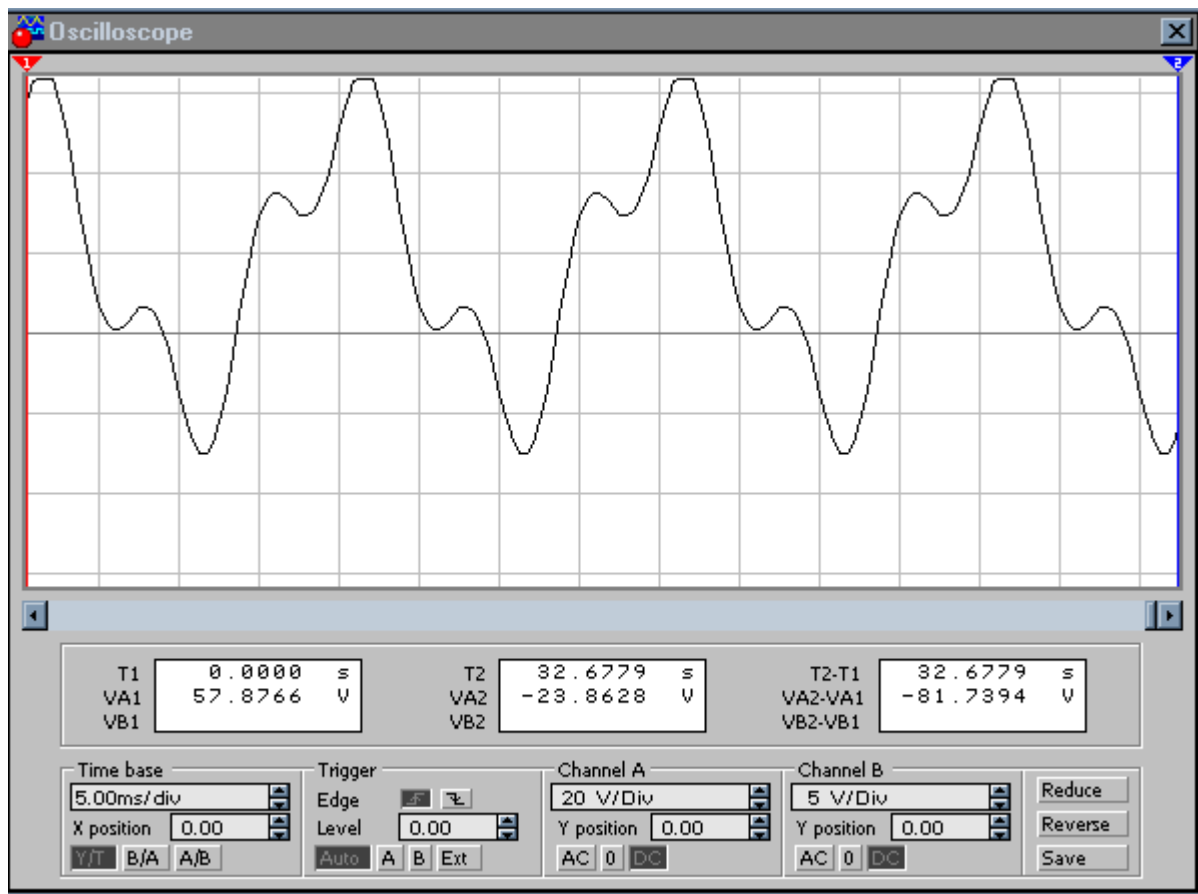 Oscilloscope
1 2
T1 0.0000 s T2 32.6779 s T2-T1 32.6779 s
VA1 57.8766 V VA2 -23.8628 V VA2-VA1 -81.7394 V
VB1 VB2 VB2-VB1
Time base Trigger Channel A Channel B
5.00ms/div Edge 20 V/Div 5 V/Div Reduce
X position 0.00 Level 0.00 Y position 0.00 Y position 0.00 Reverse
Y/T B/A A/B Auto A B Ext AC 0 DC AC 0 DC Save